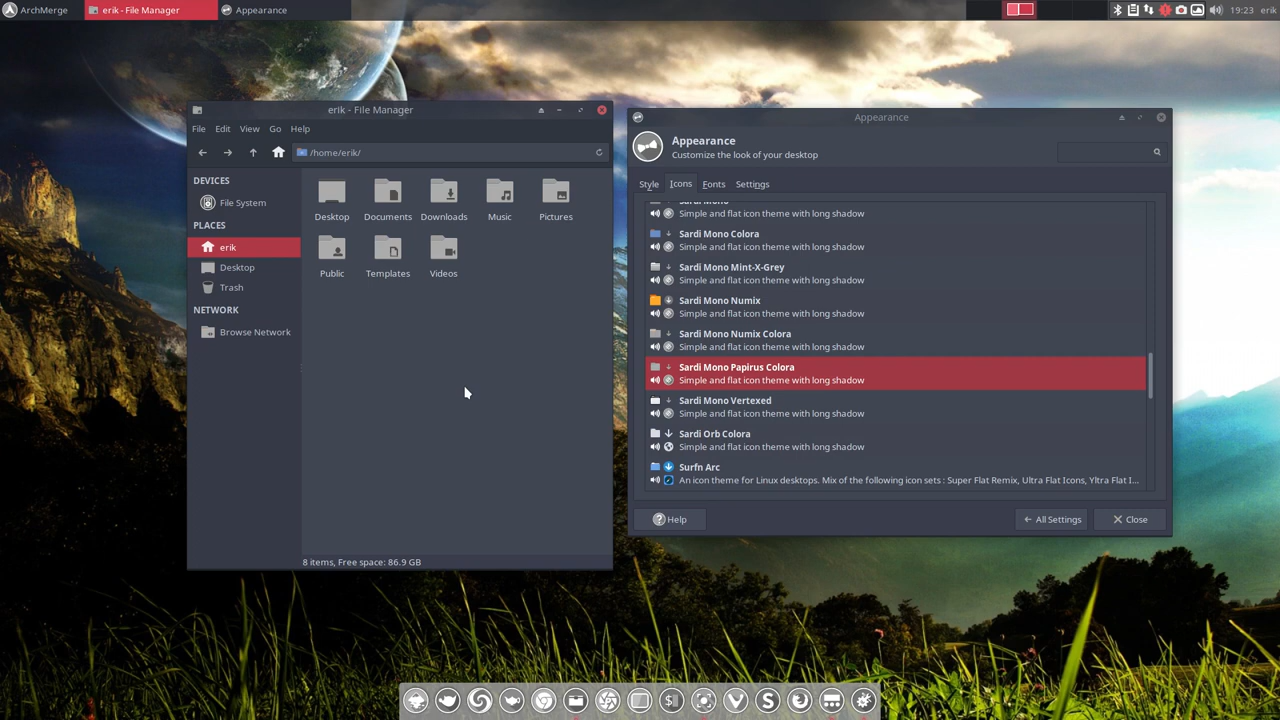 ArchMerge
erik - File Manager
Appearance
19:23
erik
erik - File Manager
File Edit View Go Help
/home/erik/
DEVICES
File System
PLACES
erik
Desktop
Trash
NETWORK
Browse Network
Desktop Documents Downloads Music Pictures
Public Templates Videos
8 items, Free space: 86.9 GB
Appearance
Appearance
Customize the look of your desktop
Style Icons Fonts Settings
Sardi Mono
Simple and flat icon theme with long shadow
Sardi Mono Colora
Simple and flat icon theme with long shadow
Sardi Mono Mint-X-Grey
Simple and flat icon theme with long shadow
Sardi Mono Numix
Simple and flat icon theme with long shadow
Sardi Mono Numix Colora
Simple and flat icon theme with long shadow
Sardi Mono Papirus Colora
Simple and flat icon theme with long shadow
Sardi Mono Vertexed
Simple and flat icon theme with long shadow
Sardi Orb Colora
Simple and flat icon theme with long shadow
Surfn Arc
An icon theme for Linux desktops. Mix of the following icon sets : Super Flat Remix, Ultra Flat Icons, Yltra Flat I...
Help
All Settings
Close